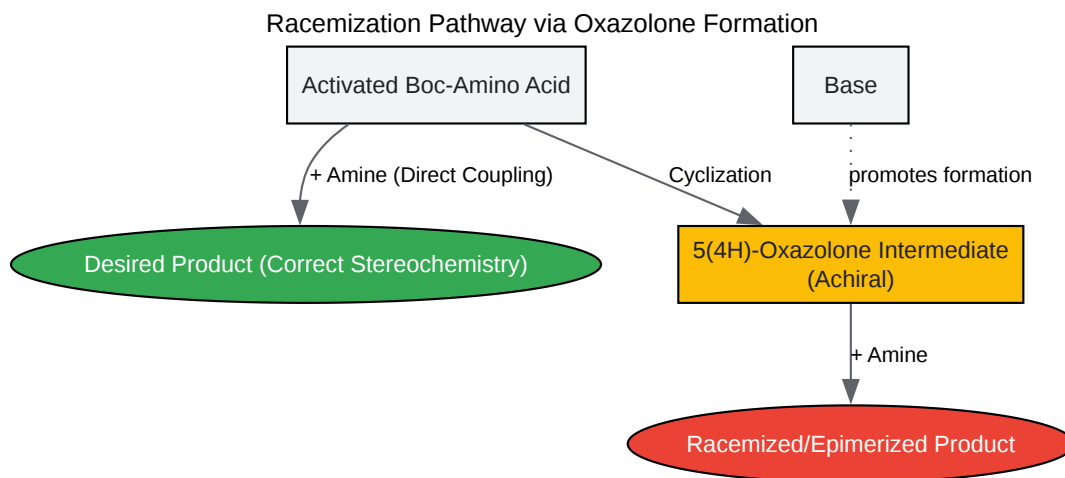 Racemization Pathway via Oxazolone Formation
Activated Boc-Amino Acid
Base
+ Amine (Direct Coupling)
Cyclization
promotes formation
Desired Product (Correct Stereochemistry)
5(4H)-Oxazolone Intermediate
(Achiral)
+ Amine
Racemized/Epimerized Product